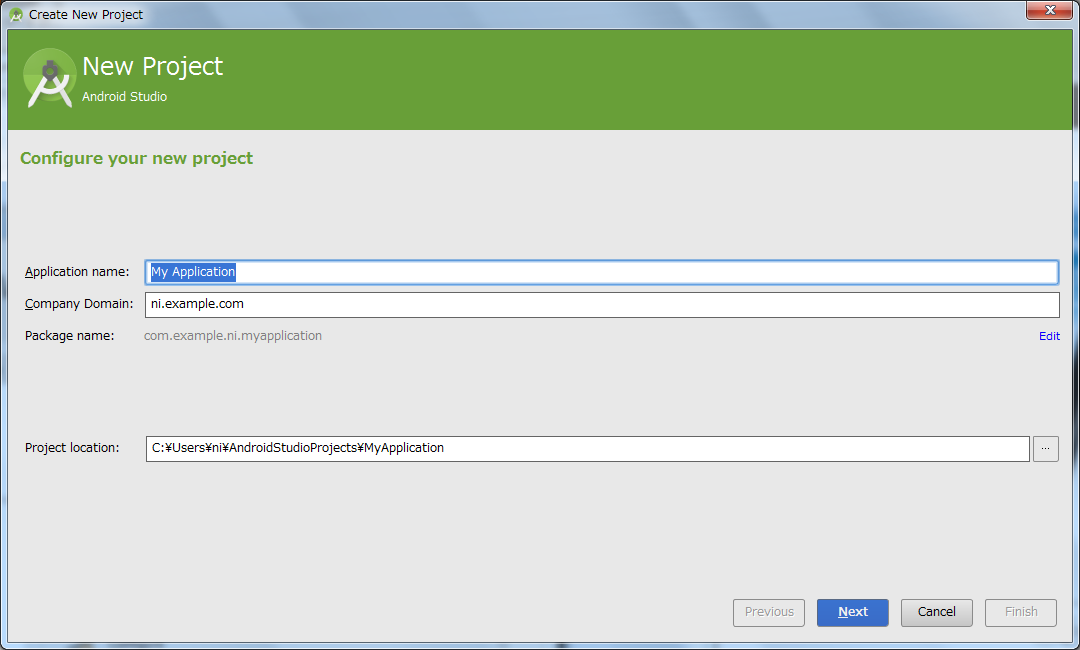 Create New Project
New Project
Android Studio
Configure your new project
Application name: My Application
Company Domain: ni.example.com
Package name: com.example.ni.myapplication Edit
Project location: C:¥Users¥ni¥AndroidStudioProjects¥MyApplication ...
Previous Next Cancel Finish